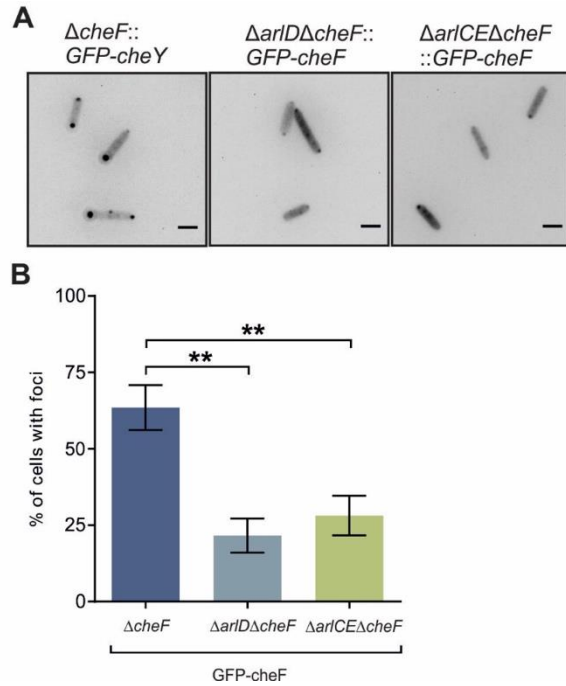 A
ΔcheF::
GFP-cheY
ΔarlDΔcheF::
GFP-cheF
ΔarlCEΔcheF
::GFP-cheF
B
100
75
50
25
0
% of cells with foci
**
**
ΔcheF
ΔarlDΔcheF
ΔarlCEΔcheF
GFP-cheF